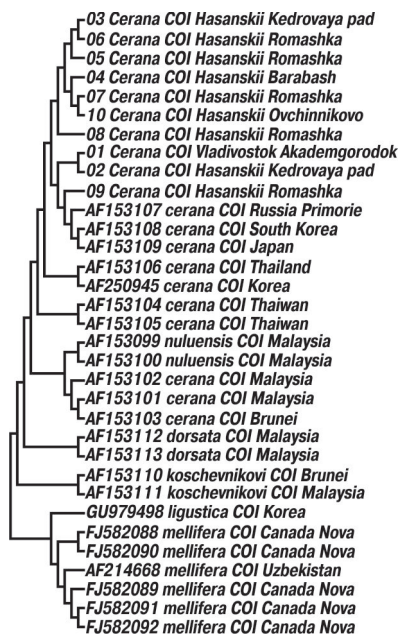 03 Cerana COI Hasanskii Kedrovaya pad
06 Cerana COI Hasanskii Romashka
05 Cerana COI Hasanskii Romashka
04 Cerana COI Hasanskii Barabash
07 Cerana COI Hasanskii Romashka
10 Cerana COI Hasanskii Ovchinnikovo
08 Cerana COI Hasanskii Romashka
01 Cerana COI Vladivostok Akademgorodok
02 Cerana COI Hasanskii Kedrovaya pad
09 Cerana COI Hasanskii Romashka
AF153107 cerana COI Russia Primorie
AF153108 cerana COI South Korea
AF153109 cerana COI Japan
AF153106 cerana COI Thailand
AF250945 cerana COI Korea
AF153104 cerana COI Thaiwan
AF153105 cerana COI Thaiwan
AF153099 nuluensis COI Malaysia
AF153100 nuluensis COI Malaysia
AF153102 cerana COI Malaysia
AF153101 cerana COI Malaysia
AF153103 cerana COI Brunei
AF153112 dorsata COI Malaysia
AF153113 dorsata COI Malaysia
AF153110 koschevnikovi COI Brunei
AF153111 koschevnikovi COI Malaysia
GU979498 ligustica COI Korea
FJ582088 mellifera COI Canada Nova
FJ582090 mellifera COI Canada Nova
AF214668 mellifera COI Uzbekistan
FJ582089 mellifera COI Canada Nova
FJ582091 mellifera COI Canada Nova
FJ582092 mellifera COI Canada Nova